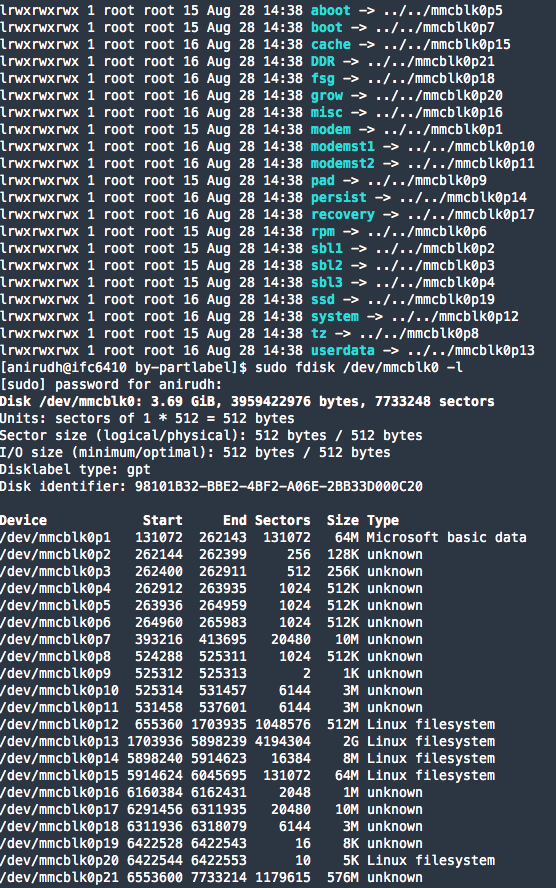 lrwxrwxrwx 1 root root 15 Aug 28 14:38 aboot -> ../../mmcblk0p5
lrwxrwxrwx 1 root root 15 Aug 28 14:38 boot -> ../../mmcblk0p7
lrwxrwxrwx 1 root root 16 Aug 28 14:38 cache -> ../../mmcblk0p15
lrwxrwxrwx 1 root root 16 Aug 28 14:38 DDR -> ../../mmcblk0p21
lrwxrwxrwx 1 root root 16 Aug 28 14:38 fsg -> ../../mmcblk0p18
lrwxrwxrwx 1 root root 16 Aug 28 14:38 grow -> ../../mmcblk0p20
lrwxrwxrwx 1 root root 16 Aug 28 14:38 misc -> ../../mmcblk0p16
lrwxrwxrwx 1 root root 15 Aug 28 14:38 modem -> ../../mmcblk0p1
lrwxrwxrwx 1 root root 16 Aug 28 14:38 modemst1 -> ../../mmcblk0p10
lrwxrwxrwx 1 root root 16 Aug 28 14:38 modemst2 -> ../../mmcblk0p11
lrwxrwxrwx 1 root root 15 Aug 28 14:38 pad -> ../../mmcblk0p9
lrwxrwxrwx 1 root root 16 Aug 28 14:38 persist -> ../../mmcblk0p14
lrwxrwxrwx 1 root root 16 Aug 28 14:38 recovery -> ../../mmcblk0p17
lrwxrwxrwx 1 root root 15 Aug 28 14:38 rpm -> ../../mmcblk0p6
lrwxrwxrwx 1 root root 15 Aug 28 14:38 sbl1 -> ../../mmcblk0p2
lrwxrwxrwx 1 root root 15 Aug 28 14:38 sbl2 -> ../../mmcblk0p3
lrwxrwxrwx 1 root root 15 Aug 28 14:38 sbl3 -> ../../mmcblk0p4
lrwxrwxrwx 1 root root 16 Aug 28 14:38 ssd -> ../../mmcblk0p19
lrwxrwxrwx 1 root root 16 Aug 28 14:38 system -> ../../mmcblk0p12
lrwxrwxrwx 1 root root 15 Aug 28 14:38 tz -> ../../mmcblk0p8
lrwxrwxrwx 1 root root 16 Aug 28 14:38 userdata -> ../../mmcblk0p13
[anirudh@ifc6410 by-partlabel]$ sudo fdisk /dev/mmcblk0 -l
[sudo] password for anirudh:
Disk /dev/mmcblk0: 3.69 GiB, 3959422976 bytes, 7733248 sectors
Units: sectors of 1 * 512 = 512 bytes
Sector size (logical/physical): 512 bytes / 512 bytes
I/O size (minimum/optimal): 512 bytes / 512 bytes
Disklabel type: gpt
Disk identifier: 98101B32-BBE2-4BF2-A06E-2BB33D000C20
Device Start End Sectors Size Type
/dev/mmcblk0p1 131072 262143 131072 64M Microsoft basic data
/dev/mmcblk0p2 262144 262399 256 128K unknown
/dev/mmcblk0p3 262400 262911 512 256K unknown
/dev/mmcblk0p4 262912 263935 1024 512K unknown
/dev/mmcblk0p5 263936 264959 1024 512K unknown
/dev/mmcblk0p6 264960 265983 1024 512K unknown
/dev/mmcblk0p7 393216 413695 20480 10M unknown
/dev/mmcblk0p8 524288 525311 1024 512K unknown
/dev/mmcblk0p9 525312 525313 2 1K unknown
/dev/mmcblk0p10 525314 531457 6144 3M unknown
/dev/mmcblk0p11 531458 537601 6144 3M unknown
/dev/mmcblk0p12 655360 1703935 1048576 512M Linux filesystem
/dev/mmcblk0p13 1703936 5898239 4194304 2G Linux filesystem
/dev/mmcblk0p14 5898240 5914623 16384 8M Linux filesystem
/dev/mmcblk0p15 5914624 6045695 131072 64M Linux filesystem
/dev/mmcblk0p16 6160384 6162431 2048 1M unknown
/dev/mmcblk0p17 6291456 6311935 20480 10M unknown
/dev/mmcblk0p18 6311936 6318079 6144 3M unknown
/dev/mmcblk0p19 6422528 6422543 16 8K unknown
/dev/mmcblk0p20 6422544 6422553 10 5K Linux filesystem
/dev/mmcblk0p21 6553600 7733214 1179615 576M unknown